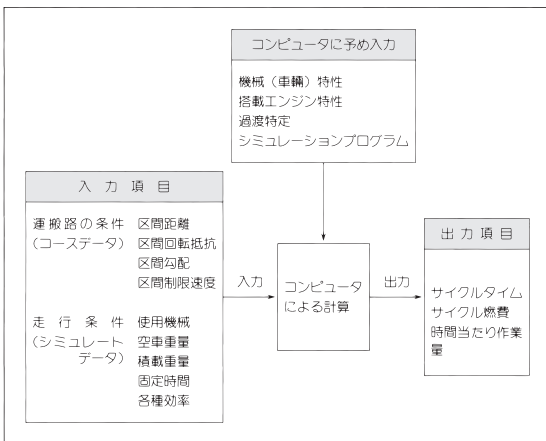 コンピュータに予め入力
機械(車輛)特性
搭載エンジン特性
過渡特定
シミュレーションプログラム
入力項目
運搬路の条件 区間距離
(コースデータ) 区間回転抵抗
区間勾配
区間制限速度
走行条件 使用機械
(シミュレート 空車重量
データ) 積載重量
固定時間
各種効率
入力
コンピュータ
による計算
出力
出力項目
サイクルタイム
サイクル燃費
時間当たり作業
量